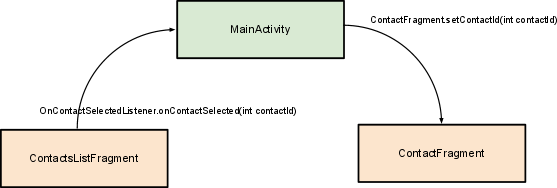 MainActivity
ContactFragment.setContactId(int contactId)
OnContactSelectedListener.onContactSelected(int contactId)
ContactsListFragment
ContactFragment